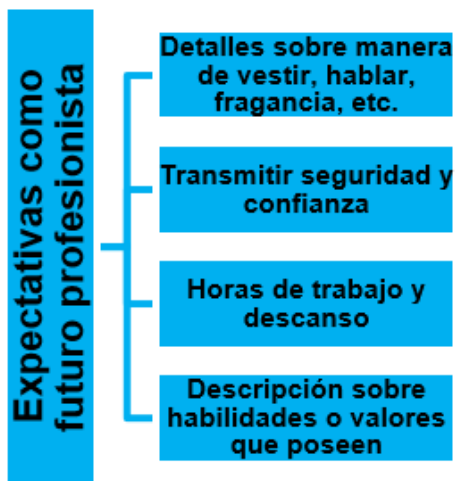 Expectativas como
futuro profesionista
Detalles sobre manera
de vestir, hablar,
fragancia, etc.
Transmitir seguridad y
confianza
Horas de trabajo y
descanso
Descripción sobre
habilidades o valores
que poseen